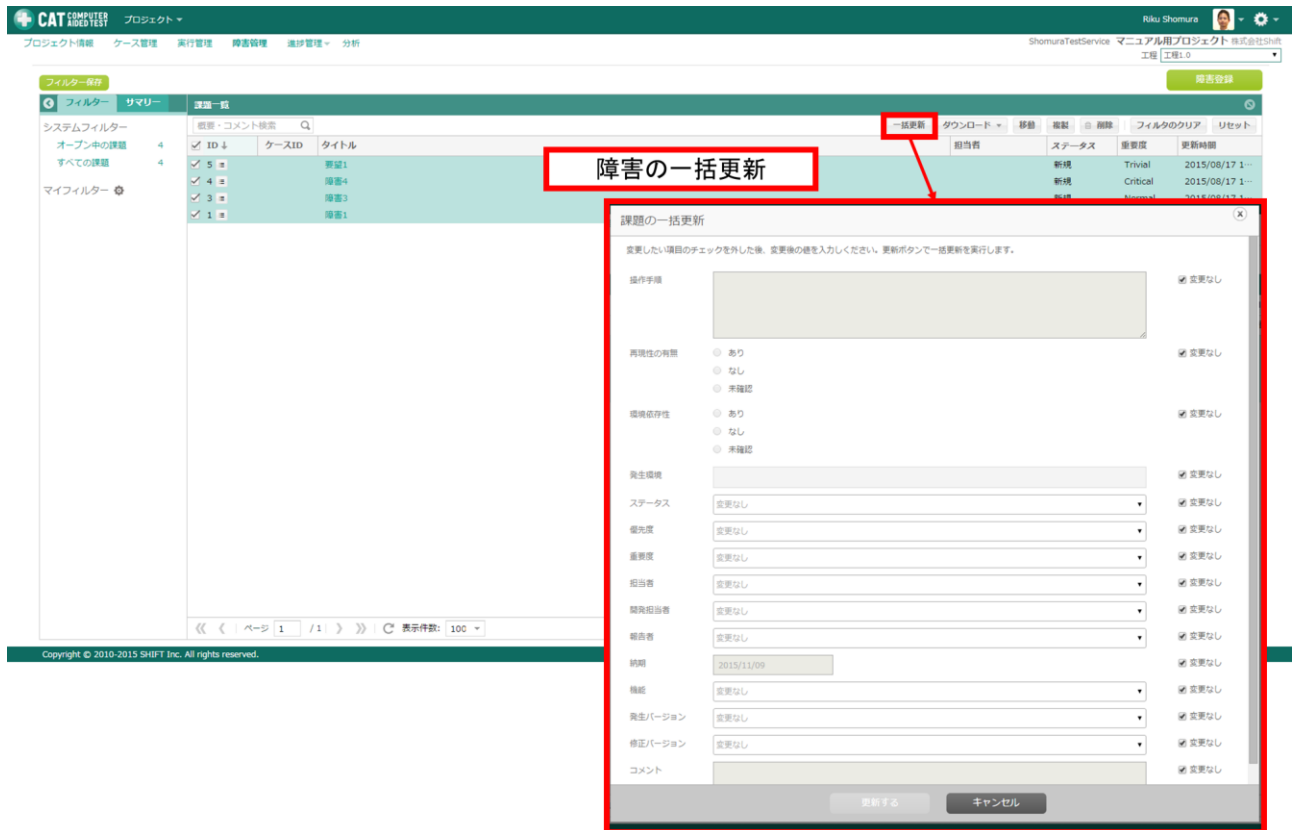 CAT COMPUTER AIDED TEST プロジェクト Riku Shomura
プロジェクト情報 ケース管理 実行管理 障害管理 進捗管理 分析 ShomuraTestService マニュアル用プロジェクト 株式会社Shift
工程 工程1.0
フィルター保存 障害登録
フィルター サマリー 課題一覧
システムフィルター 概要・コメント検索 一括更新 ダウンロード 移動 複製 削除 フィルタのクリア リセット
オープン中の課題 4 ID↓ ケースID タイトル 担当者 ステータス 重要度 更新時間
すべての課題 4 5 要望1 新規 Trivial 2015/08/17 1…
障害の一括更新
マイフィルター 4 障害4 新規 Critical 2015/08/17 1…
3 障害3 新規 Normal 2015/08/17 1…
1 障害1
課題の一括更新
変更したい項目のチェックを外した後、変更後の値を入力しください。更新ボタンで一括更新を実行します。
操作手順 変更なし
再現性の有無 あり 変更なし
なし
未確認
環境依存性 あり 変更なし
なし
未確認
発生環境 変更なし
ステータス 変更なし 変更なし
優先度 変更なし 変更なし
重要度 変更なし 変更なし
担当者 変更なし 変更なし
開発担当者 変更なし 変更なし
報告者 変更なし 変更なし
納期 2015/11/09 変更なし
機能 変更なし 変更なし
発生バージョン 変更なし 変更なし
修正バージョン 変更なし 変更なし
コメント 変更なし
更新する キャンセル
ページ 1 /1 表示件数: 100
Copyright © 2010-2015 SHIFT Inc. All rights reserved.